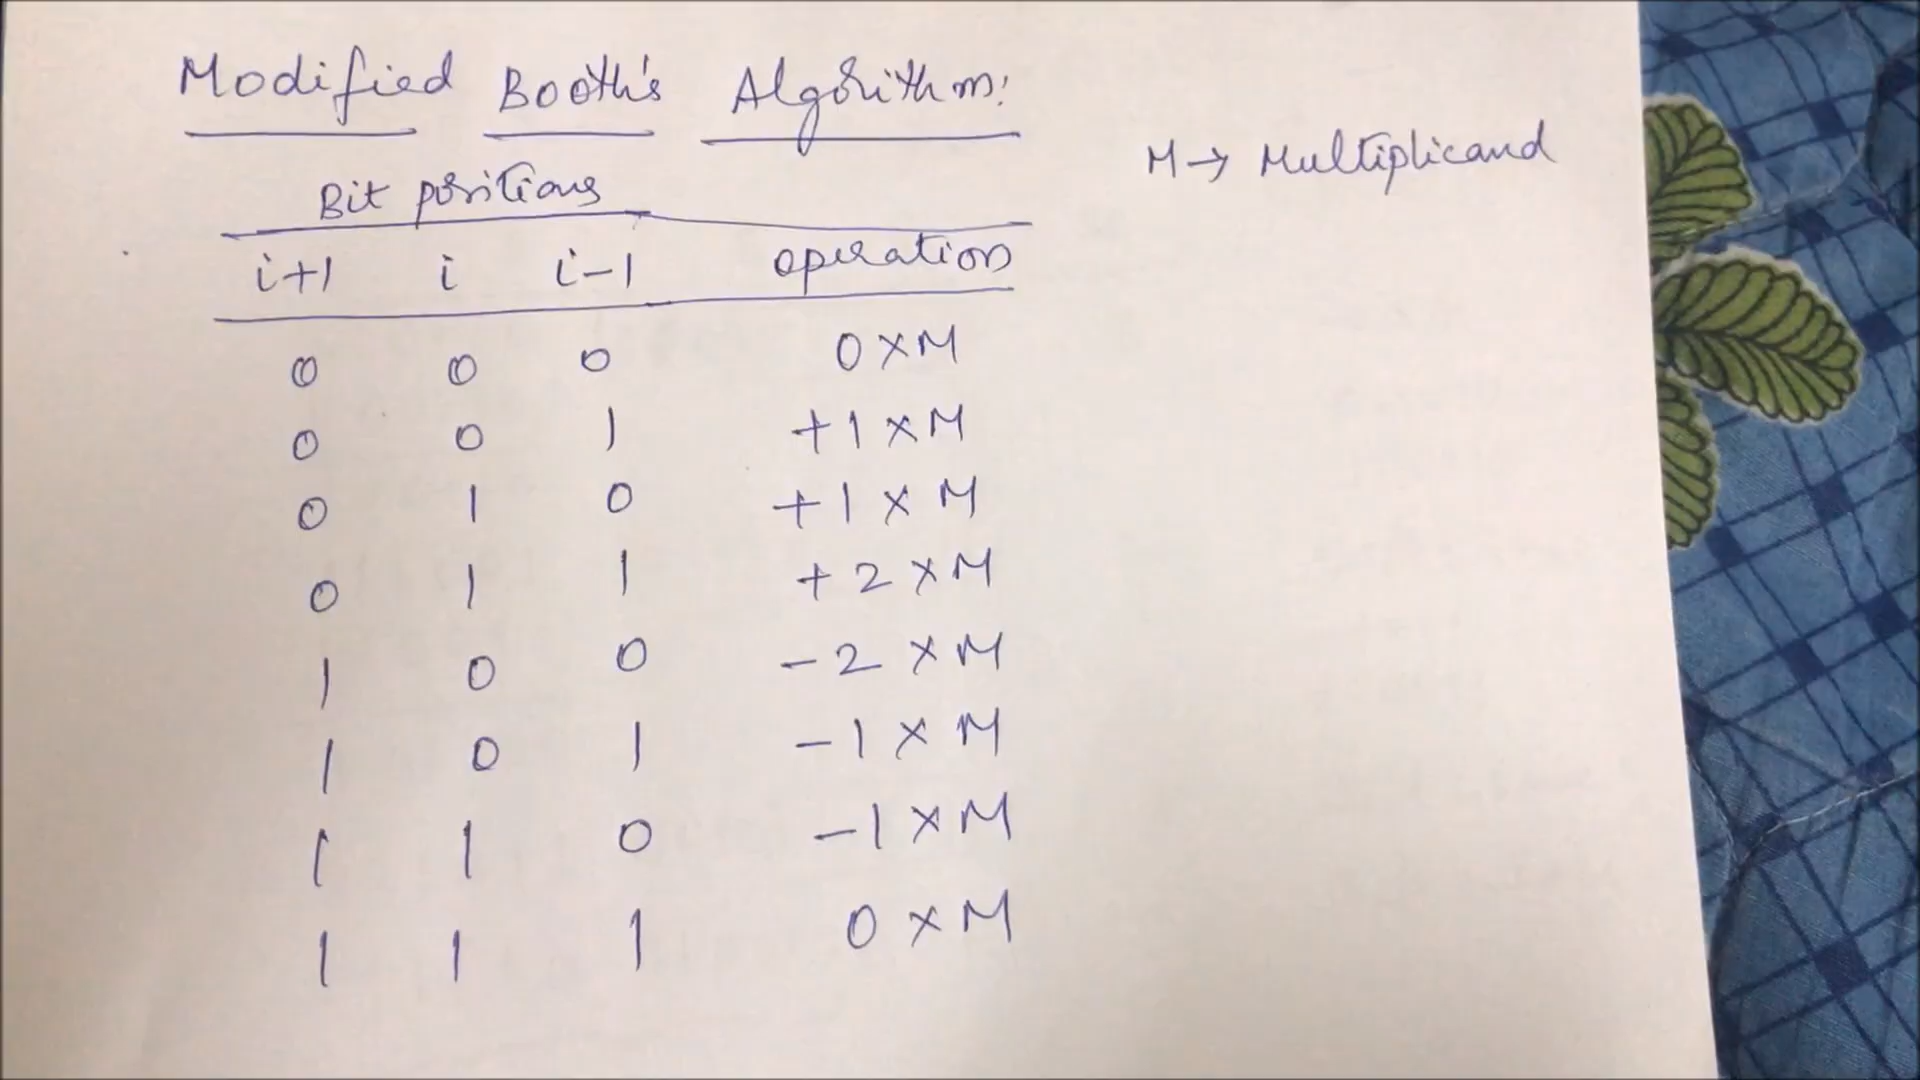 Modified Booth's Algorithm:
M → Multiplicand
Bit positions
i+1 i i-1 operation
0 0 0 0 × M
0 0 1 +1 × M
0 1 0 +1 × M
0 1 1 +2 × M
1 0 0 -2 × M
1 0 1 -1 × M
1 1 0 -1 × M
1 1 1 0 × M